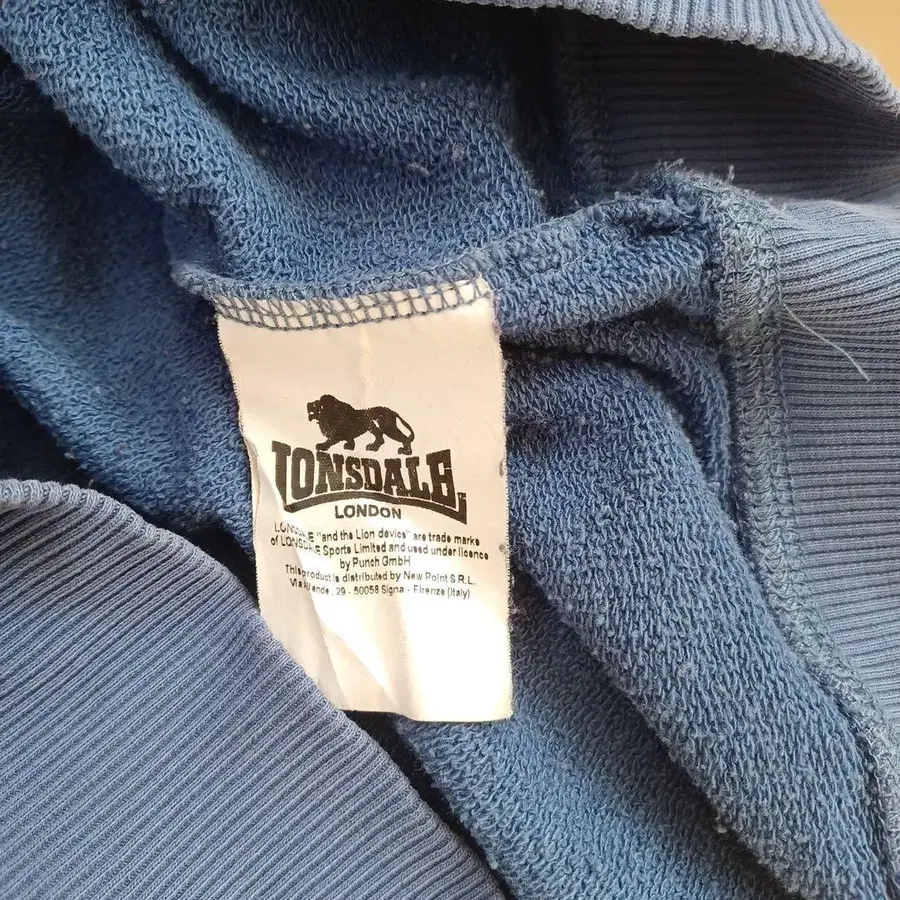 LONSDALE
LONDON
LONSDALE "and the Lion device" are trade marks
of LONSDALE Sports Limited and used under licence
by Punch GmbH
This product is distributed by New Point S.R.L.
Via , 29 - 50058 Signa - Firenze (Italy)